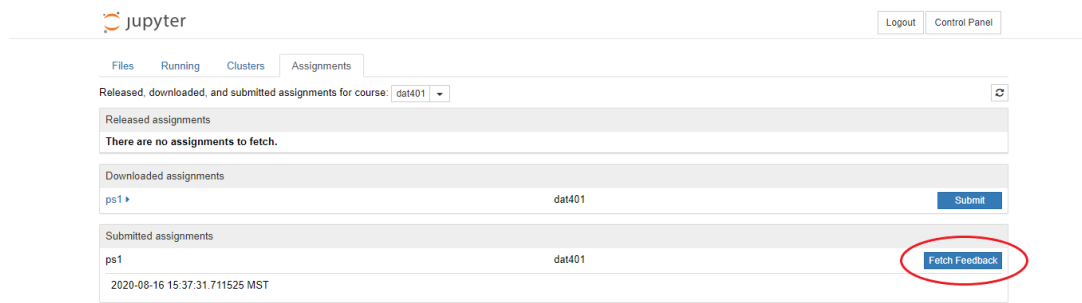 jupyter
Logout Control Panel
Files Running Clusters Assignments
Released, downloaded, and submitted assignments for course: dat401
Released assignments
There are no assignments to fetch.
Downloaded assignments
ps1 dat401 Submit
Submitted assignments
ps1 dat401 Fetch Feedback
2020-08-16 15:37:31.711525 MST